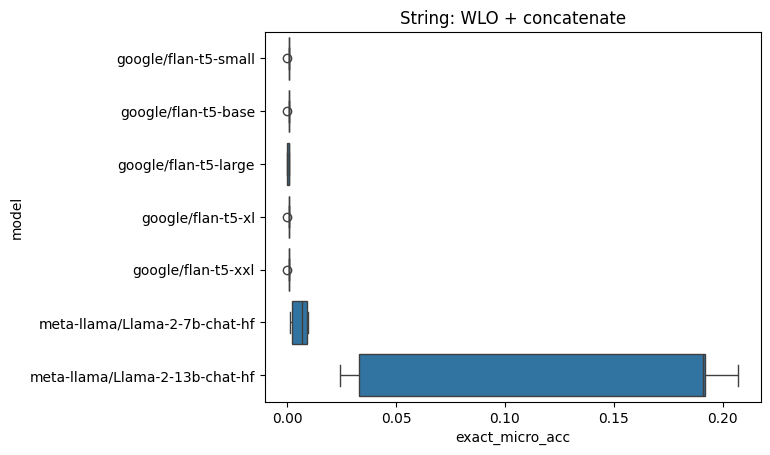 String: WLO + concatenate
google/flan-t5-small
google/flan-t5-base
google/flan-t5-large
google/flan-t5-xl
google/flan-t5-xxl
meta-llama/Llama-2-7b-chat-hf
meta-llama/Llama-2-13b-chat-hf
model
0.00 0.05 0.10 0.15 0.20
exact_micro_acc